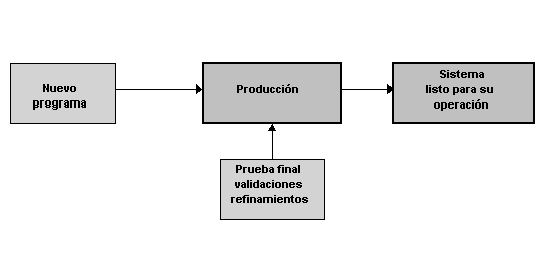 Nuevo
programa
Producción
Sistema
listo para su
operación
Prueba final
validaciones
refinamientos